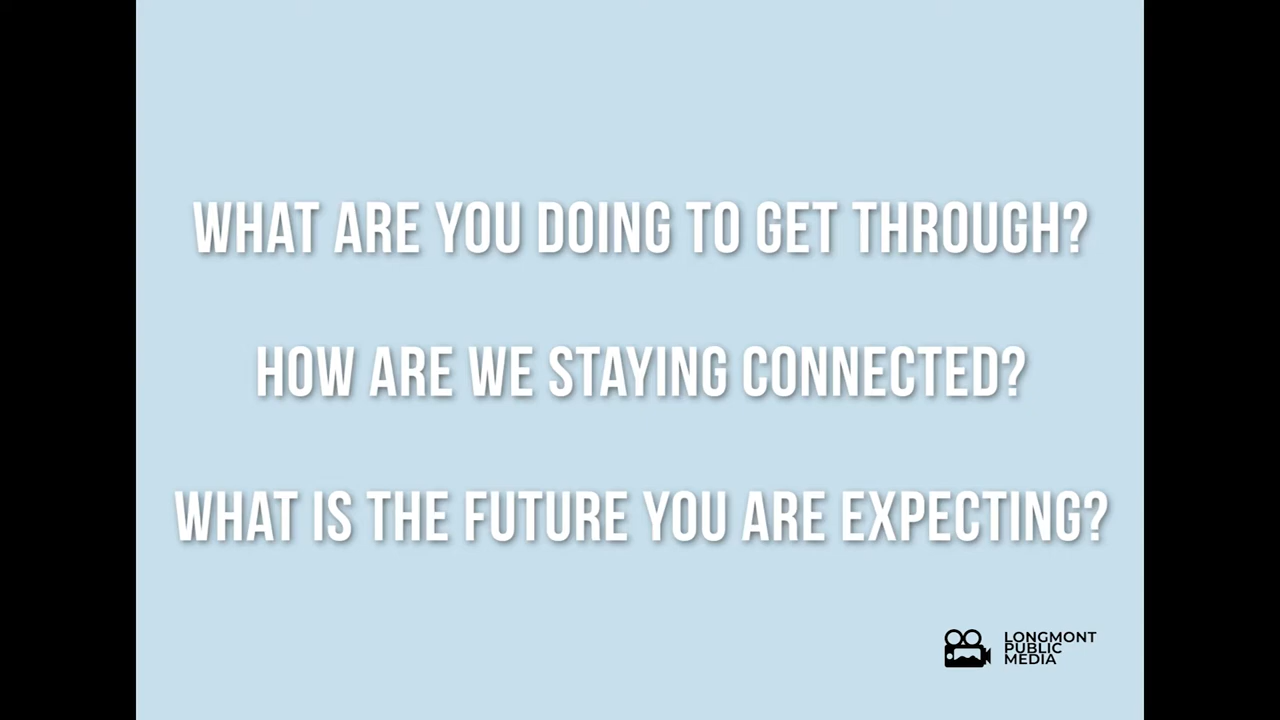 WHAT ARE YOU DOING TO GET THROUGH?
HOW ARE WE STAYING CONNECTED?
WHAT IS THE FUTURE YOU ARE EXPECTING?
LONGMONT
PUBLIC
MEDIA